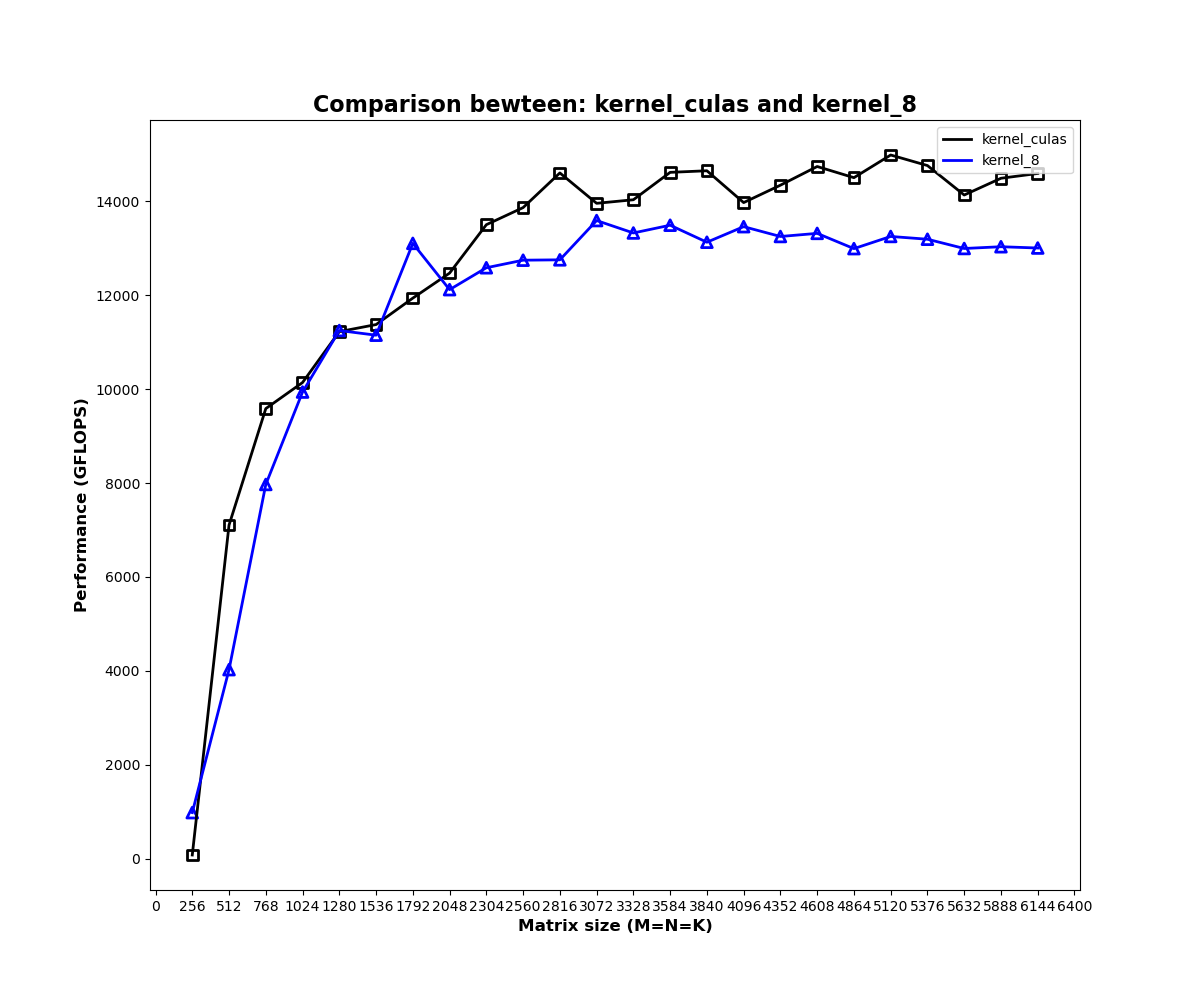 Comparison bewteen: kernel_culas and kernel_8
kernel_culas
kernel_8
Performance (GFLOPS)
14000
12000
10000
8000
6000
4000
2000
0
0 256 512 768 1024 1280 1536 1792 2048 2304 2560 2816 3072 3328 3584 3840 4096 4352 4608 4864 5120 5376 5632 5888 6144 6400
Matrix size (M=N=K)